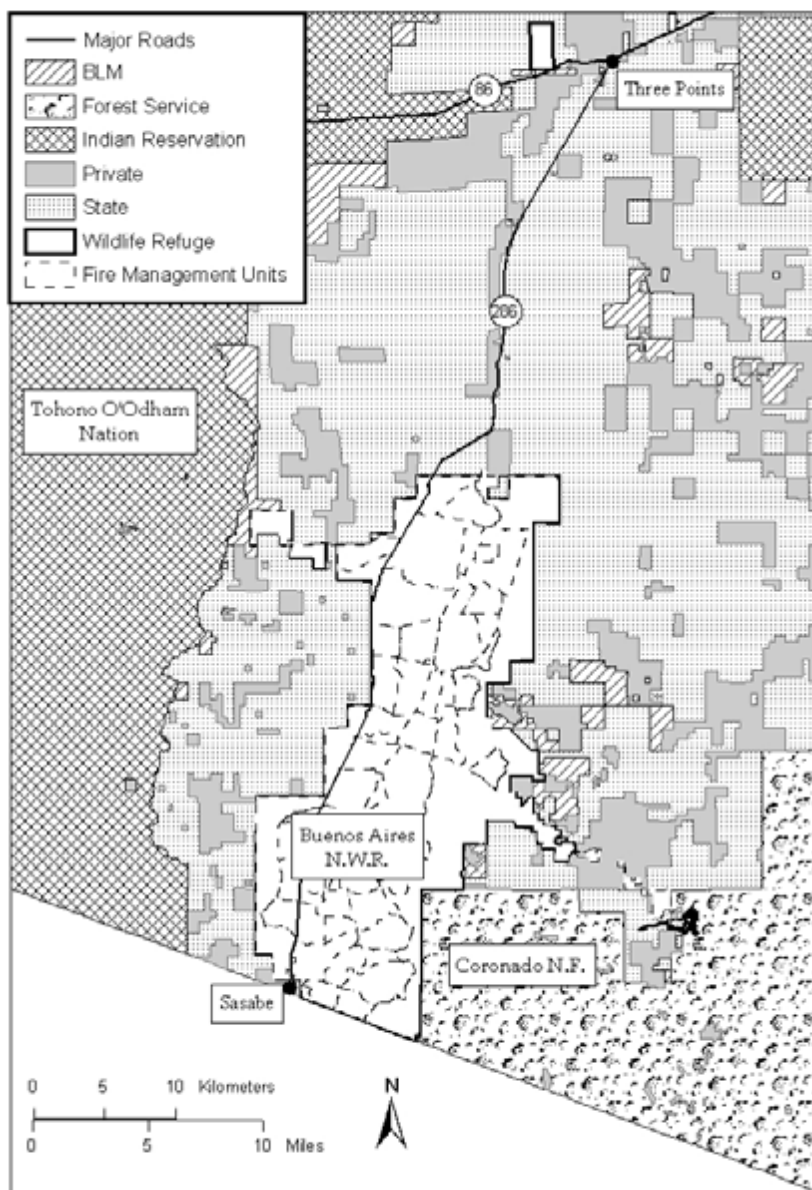 Major Roads
BLM
Forest Service
Indian Reservation
Private
State
Wildlife Refuge
Fire Management Units
86
Three Points
286
Tohono O'Odham
Nation
Buenos Aires
N.W.R.
Coronado N.F.
Sasabe
0 5 10 Kilometers
0 5 10 Miles
N